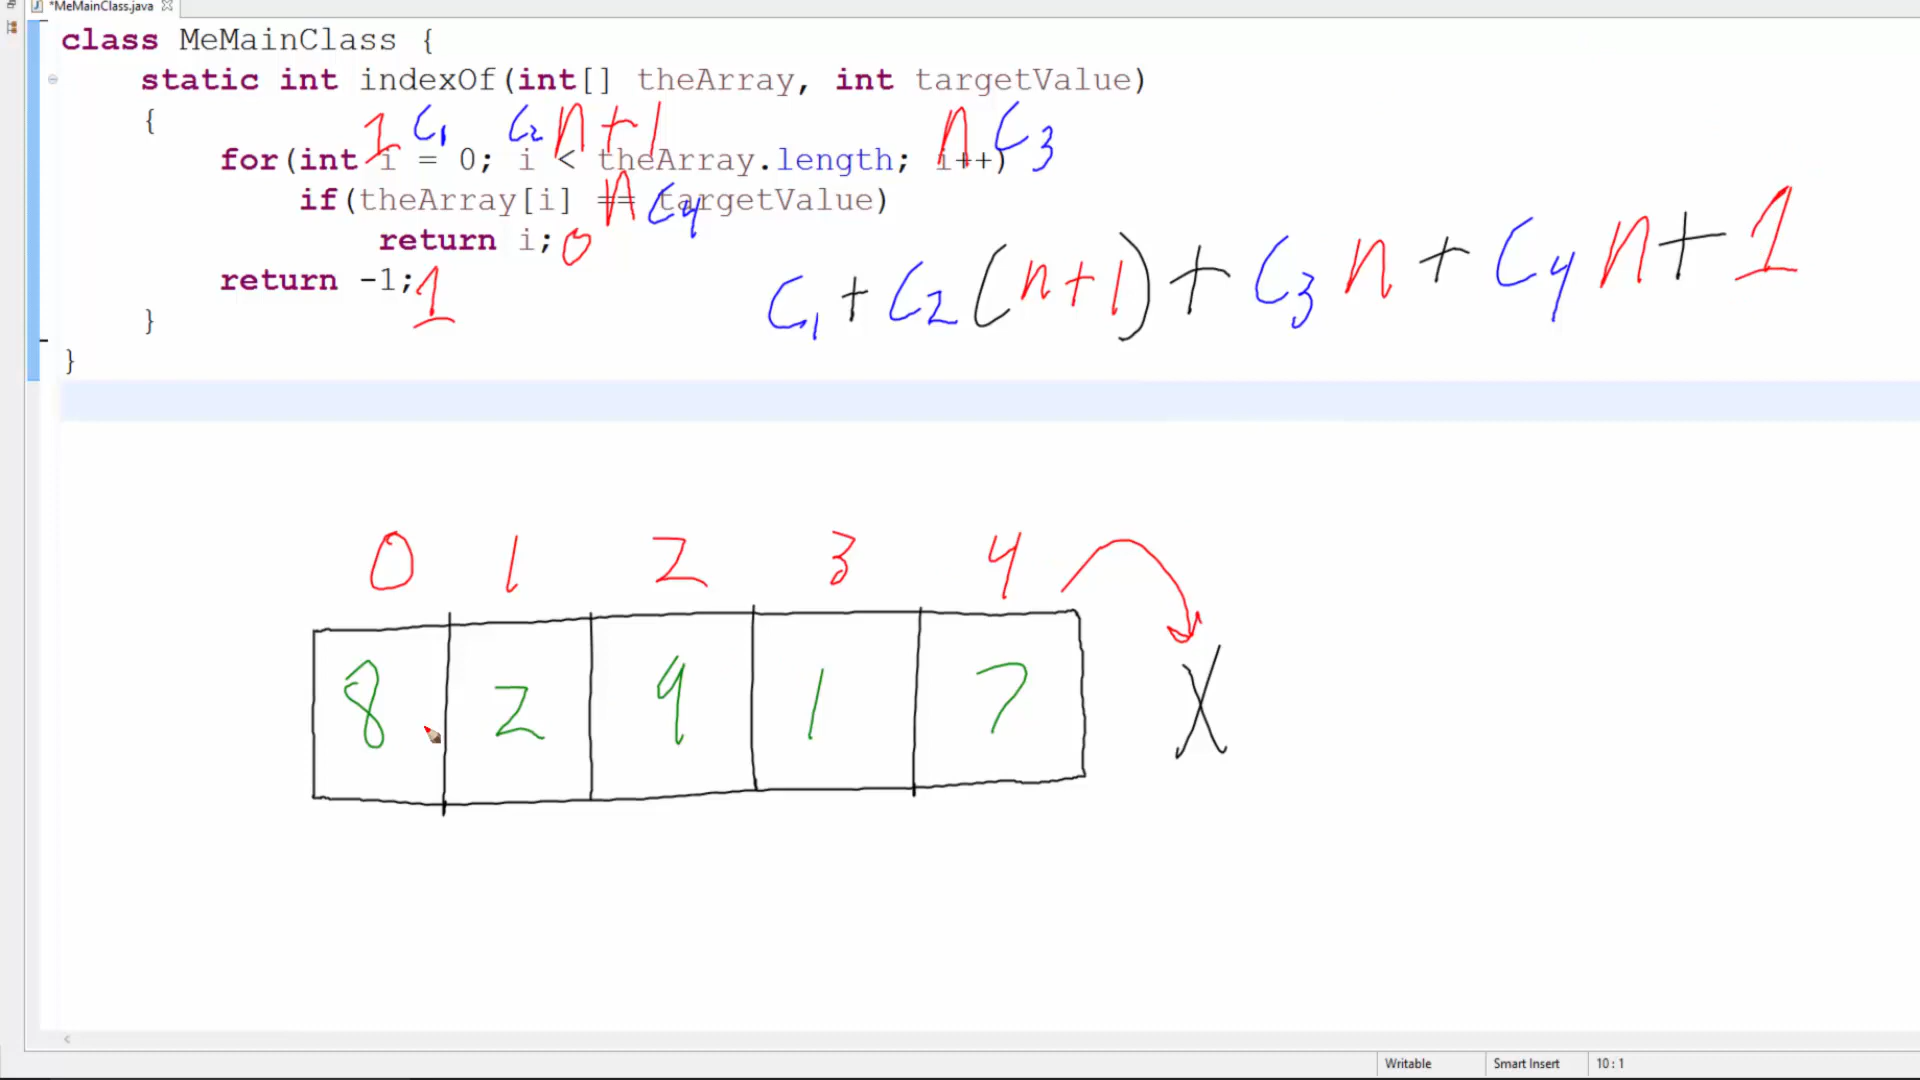 *MeMainClass.java
class MeMainClass {
static int indexOf(int[] theArray, int targetValue)
{
1 C1 C2 n+1 n C3
for(int i = 0; i < theArray.length; i++)
if(theArray[i] == targetValue)
n C4
return i; 0
return -1; 1
C1 + C2 (n+1) + C3 n + C4 n + 1
}
}
0 1 2 3 4
8 2 9 1 7 X
Writable Smart Insert 10 : 1